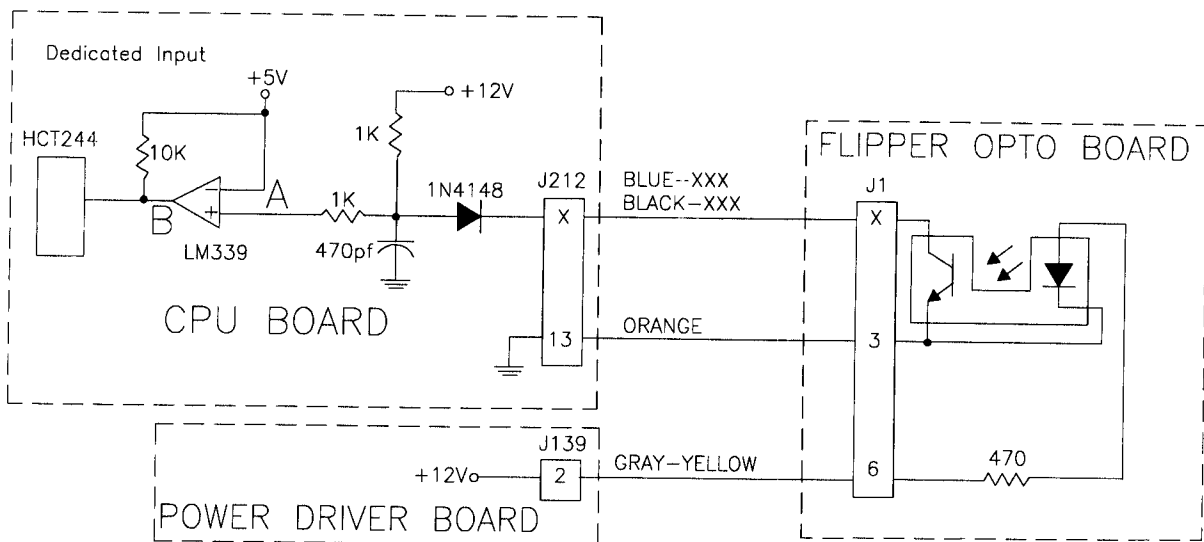 Dedicated Input
+5V
+12V
HCT244
10K
1K
−
+
A
B
LM339
1K
470pf
1N4148
J212
X
13
CPU BOARD
BLUE--XXX
BLACK-XXX
ORANGE
FLIPPER OPTO BOARD
J1
X
3
6
470
J139
+12V
2
GRAY-YELLOW
POWER DRIVER BOARD